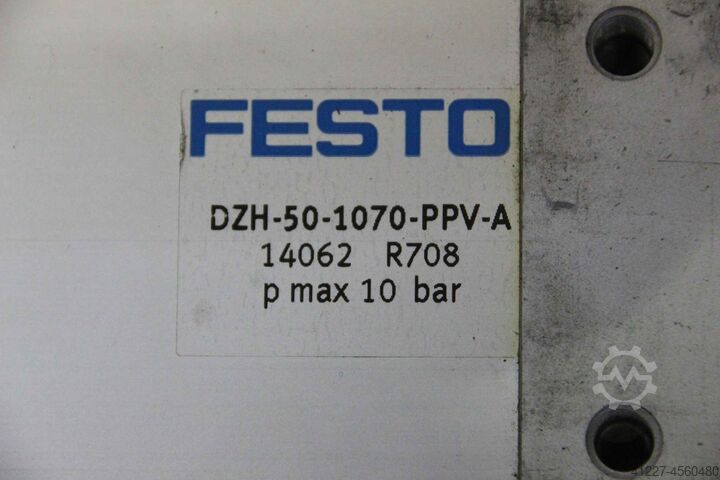 FESTO
DZH-50-1070-PPV-A
14062 R708
p max 10 bar
41227-4560480